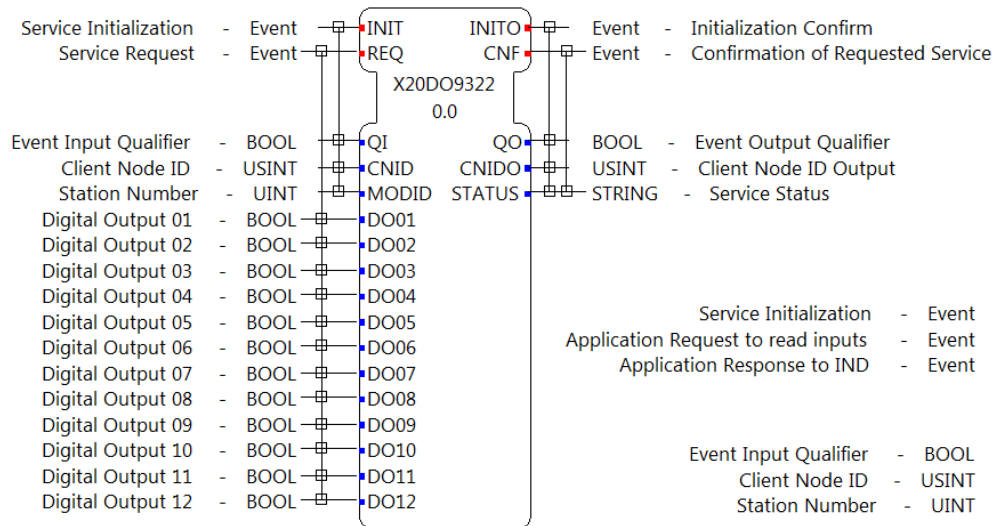 Service Initialization - Event INIT INITO Event - Initialization Confirm
Service Request - Event REQ CNF Event - Confirmation of Requested Service
X20DO9322
0.0
Event Input Qualifier - BOOL QI QO BOOL - Event Output Qualifier
Client Node ID - USINT CNID CNIDO USINT - Client Node ID Output
Station Number - UINT MODID STATUS STRING - Service Status
Digital Output 01 - BOOL DO01
Digital Output 02 - BOOL DO02
Digital Output 03 - BOOL DO03
Digital Output 04 - BOOL DO04
Digital Output 05 - BOOL DO05
Digital Output 06 - BOOL DO06
Digital Output 07 - BOOL DO07
Digital Output 08 - BOOL DO08
Digital Output 09 - BOOL DO09
Digital Output 10 - BOOL DO10
Digital Output 11 - BOOL DO11
Digital Output 12 - BOOL DO12
Service Initialization - Event
Application Request to read inputs - Event
Application Response to IND - Event
Event Input Qualifier - BOOL
Client Node ID - USINT
Station Number - UINT